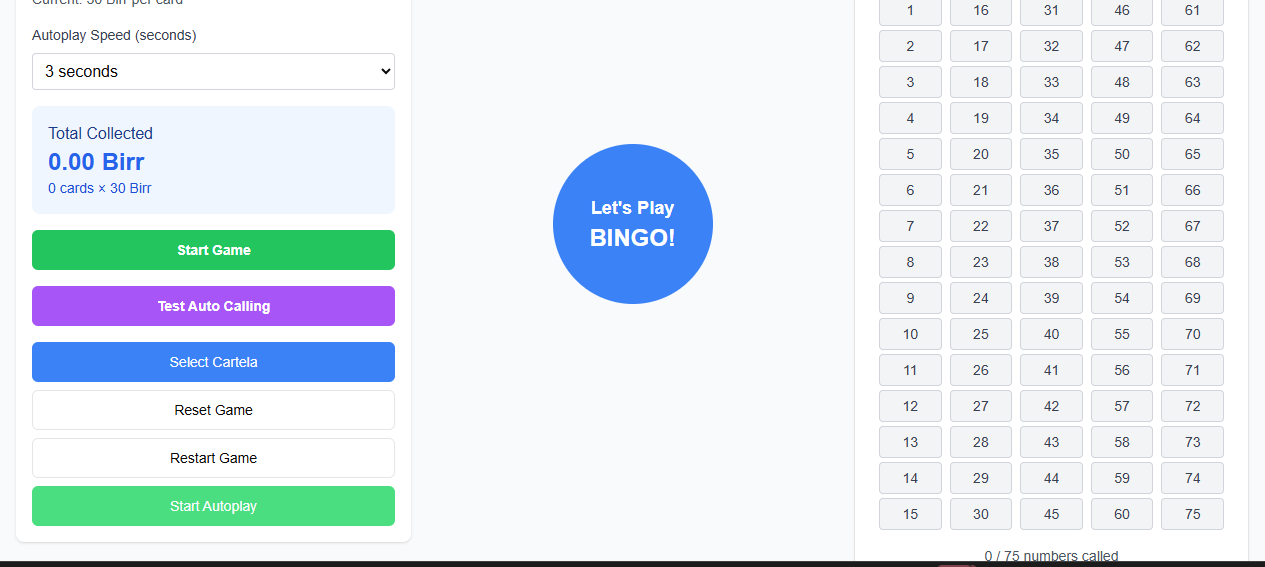 Current: 30 Birr per card
Autoplay Speed (seconds)
3 seconds
Total Collected
0.00 Birr
0 cards × 30 Birr
Start Game
Test Auto Calling
Select Cartela
Reset Game
Restart Game
Start Autoplay
Let's Play
BINGO!
1 16 31 46 61
2 17 32 47 62
3 18 33 48 63
4 19 34 49 64
5 20 35 50 65
6 21 36 51 66
7 22 37 52 67
8 23 38 53 68
9 24 39 54 69
10 25 40 55 70
11 26 41 56 71
12 27 42 57 72
13 28 43 58 73
14 29 44 59 74
15 30 45 60 75
0 / 75 numbers called